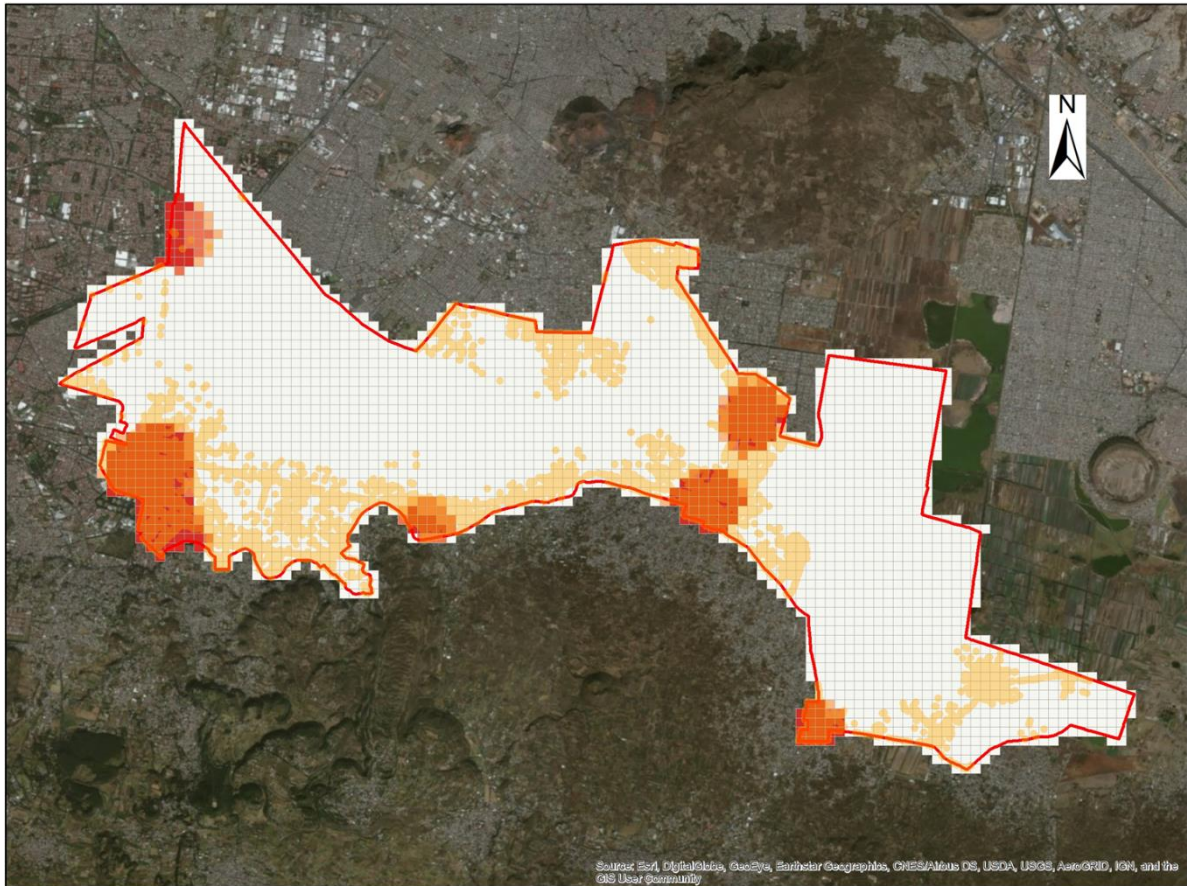 N
Source: Esri, DigitalGlobe, GeoEye, Earthstar Geographics, CNES/Airbus DS, USDA, USGS, AeroGRID, IGN, and the
GIS User Community